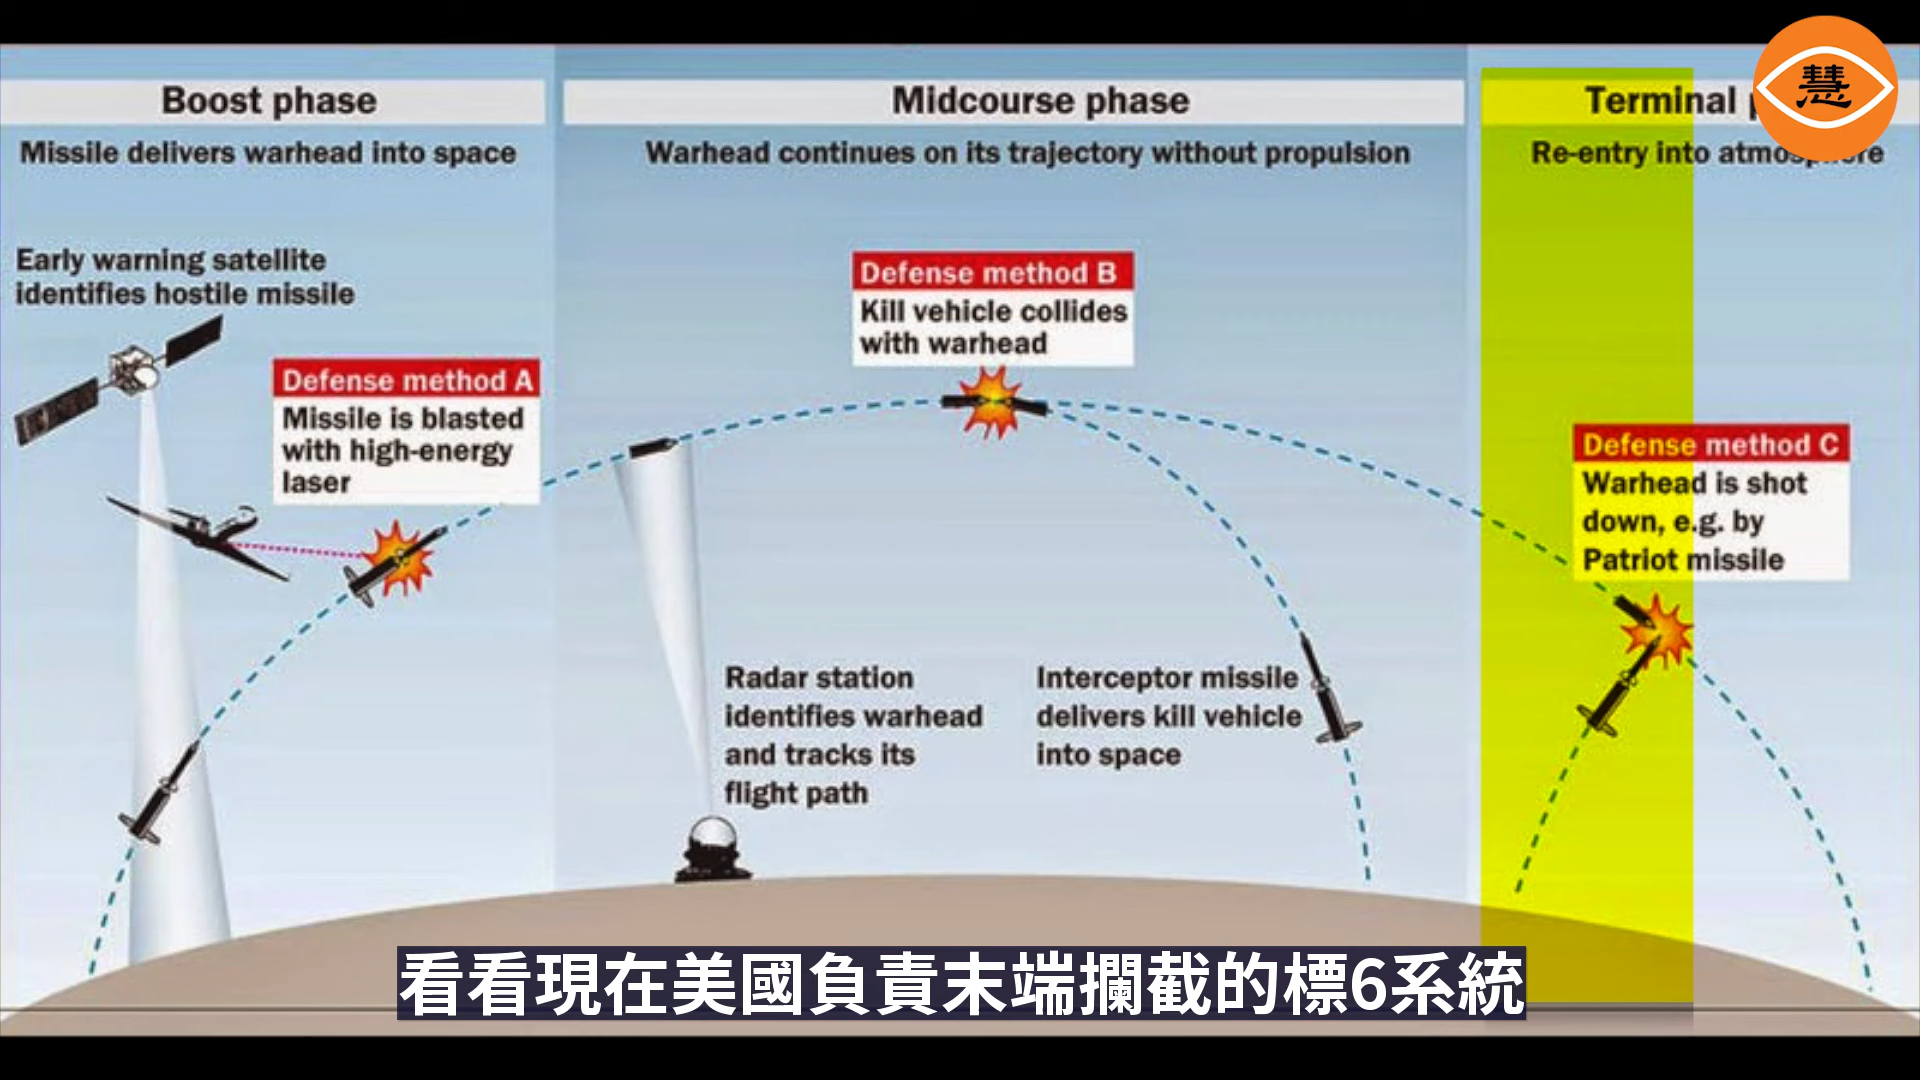 Boost phase
Missile delivers warhead into space
Early warning satellite
identifies hostile missile
Defense method A
Missile is blasted
with high-energy
laser
Midcourse phase
Warhead continues on its trajectory without propulsion
Defense method B
Kill vehicle collides
with warhead
Radar station
identifies warhead
and tracks its
flight path
Interceptor missile
delivers kill vehicle
into space
Terminal
Re-entry into
Defense method C
Warhead is shot
down, e.g. by
Patriot missile
慧
看看現在美國負責末端攔截的標6系統